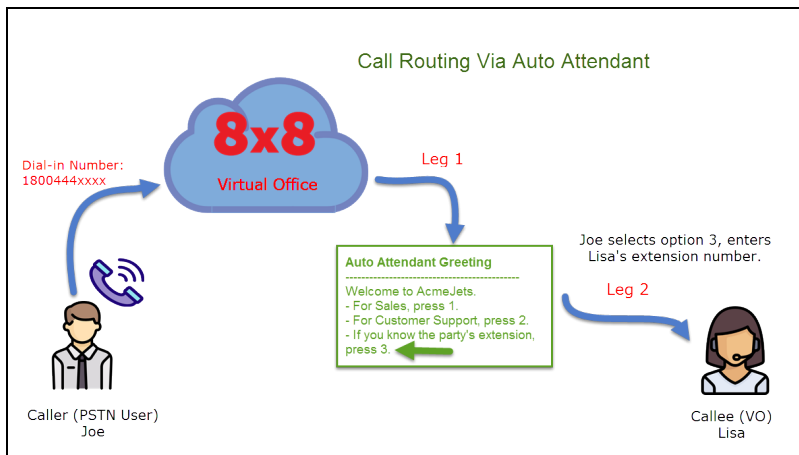 Call Routing Via Auto Attendant
8x8
Virtual Office
Dial-in Number:
1800444xxxx
Leg 1
Auto Attendant Greeting
--------------------------------------------
Welcome to AcmeJets.
- For Sales, press 1.
- For Customer Support, press 2.
- If you know the party's extension,
press 3.
Joe selects option 3, enters
Lisa's extension number.
Leg 2
Caller (PSTN User)
Joe
Callee (VO)
Lisa